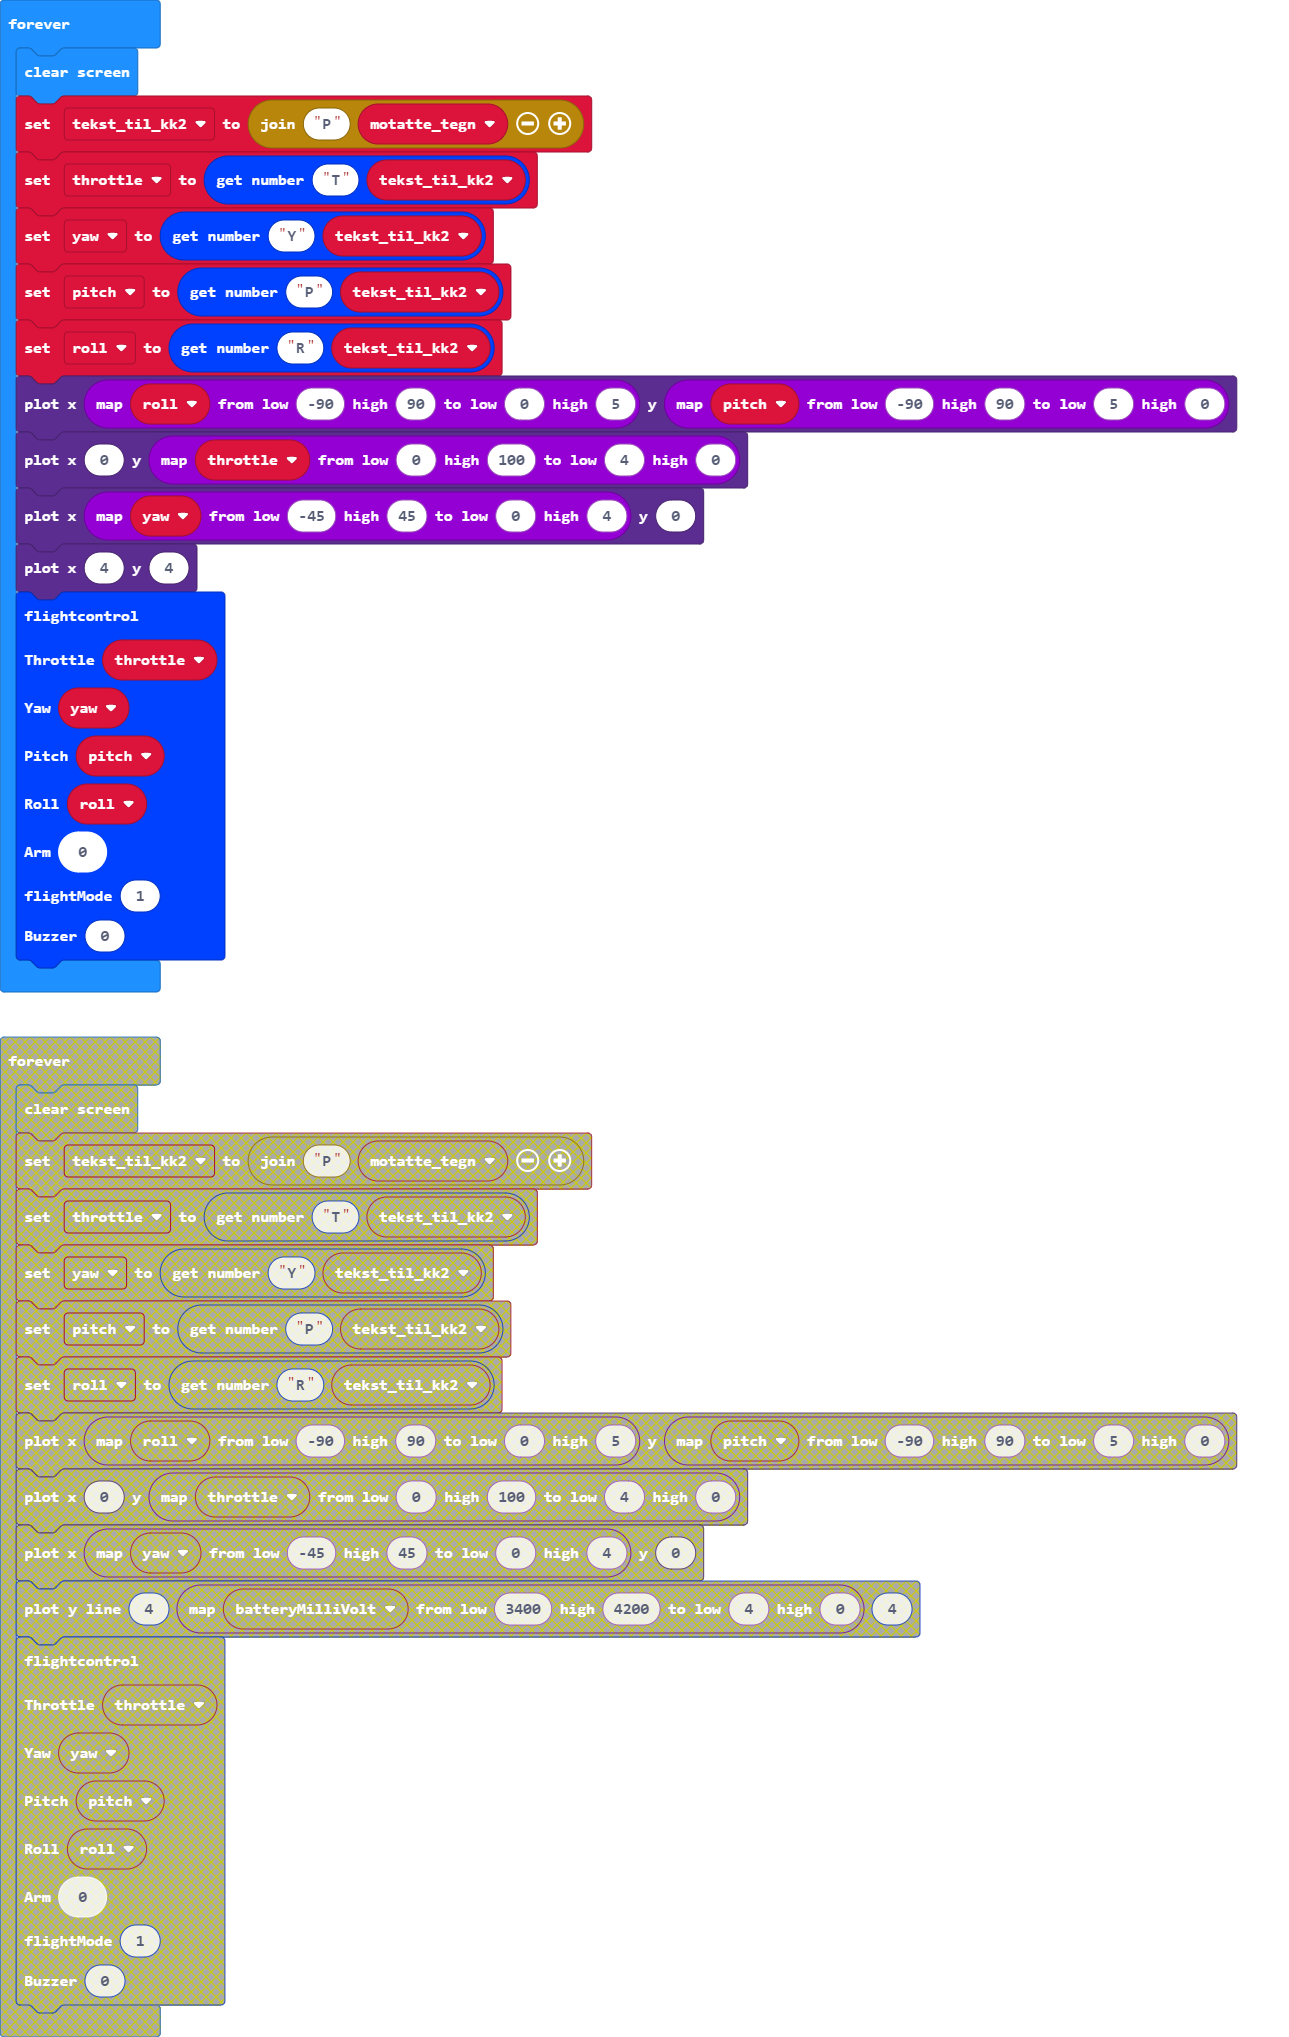 forever
clear screen
set tekst_til_kk2 to join "P" motatte_tegn
set throttle to get number "T" tekst_til_kk2
set yaw to get number "Y" tekst_til_kk2
set pitch to get number "P" tekst_til_kk2
set roll to get number "R" tekst_til_kk2
plot x map roll from low -90 high 90 to low 0 high 5 y map pitch from low -90 high 90 to low 5 high 0
plot x 0 y map throttle from low 0 high 100 to low 4 high 0
plot x map yaw from low -45 high 45 to low 0 high 4 y 0
plot x 4 y 4
flightcontrol
Throttle throttle
Yaw yaw
Pitch pitch
Roll roll
Arm 0
flightMode 1
Buzzer 0
forever
clear screen
set tekst_til_kk2 to join "P" motatte_tegn
set throttle to get number "T" tekst_til_kk2
set yaw to get number "Y" tekst_til_kk2
set pitch to get number "P" tekst_til_kk2
set roll to get number "R" tekst_til_kk2
plot x map roll from low -90 high 90 to low 0 high 5 y map pitch from low -90 high 90 to low 5 high 0
plot x 0 y map throttle from low 0 high 100 to low 4 high 0
plot x map yaw from low -45 high 45 to low 0 high 4 y 0
plot y line 4 map batteryMilliVolt from low 3400 high 4200 to low 4 high 0 4
flightcontrol
Throttle throttle
Yaw yaw
Pitch pitch
Roll roll
Arm 0
flightMode 1
Buzzer 0